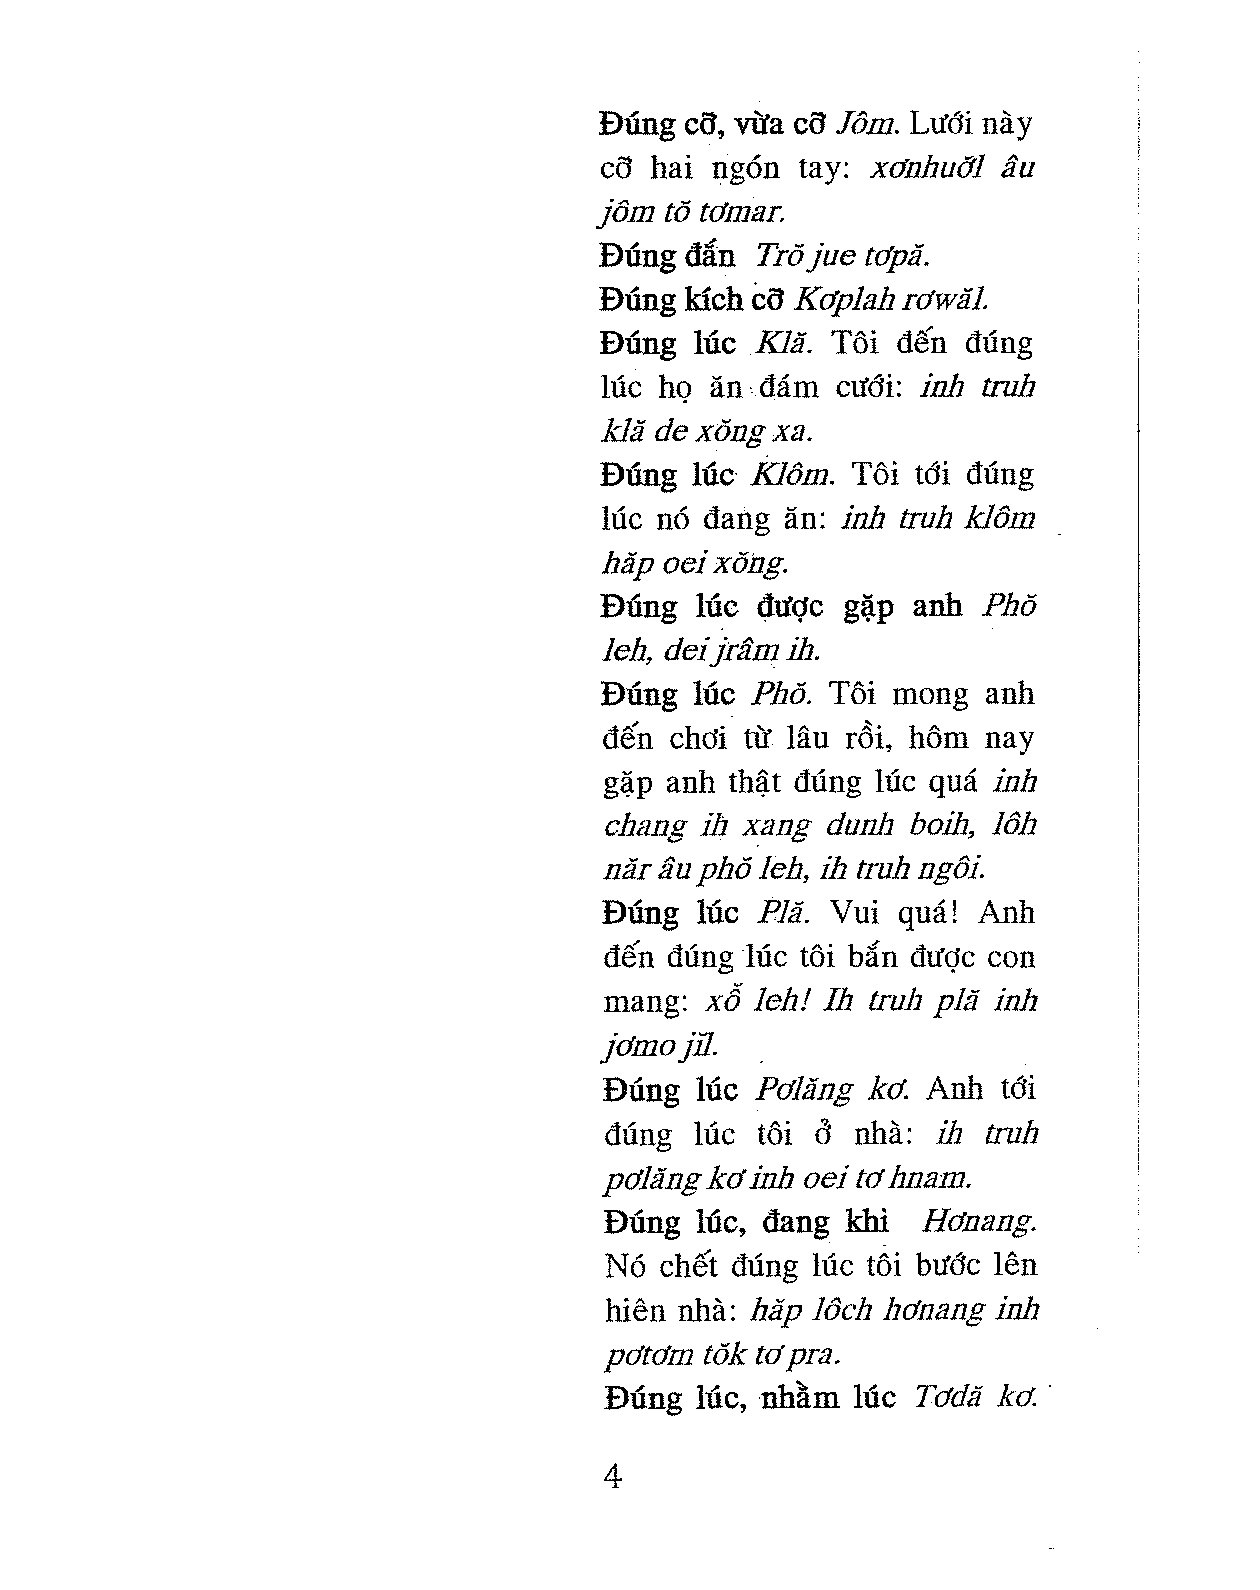 Đúng cỡ, vừa cỡ Jôm. Lưới này
cỡ hai ngón tay: xơnhuơ̆l âu
jôm tŏ tơmar.
Đúng đắn Trŏ jue tơpă.
Đúng kích cỡ Kơplah rơwăl.
Đúng lúc Klă. Tôi đến đúng
lúc họ ăn đám cưới: inh truh
klă de xŏng xa.
Đúng lúc Klôm. Tôi tới đúng
lúc nó đang ăn: inh truh klôm
hăp oei xŏng.
Đúng lúc được gặp anh Phŏ
leh, dei jrâm ih.
Đúng lúc Phŏ. Tôi mong anh
đến chơi từ lâu rồi, hôm nay
gặp anh thật đúng lúc quá inh
chang ih xang dunh boih, lôh
năr âu phŏ leh, ih truh ngôi.
Đúng lúc Plă. Vui quá! Anh
đến đúng lúc tôi bắn được con
mang: xô̆ leh! Ih truh plă inh
jơmo jĭl.
Đúng lúc Pơlăng kơ. Anh tới
đúng lúc tôi ở nhà: ih truh
pơlăng kơ inh oei tơ hnam.
Đúng lúc, đang khi Hơnang.
Nó chết đúng lúc tôi bước lên
hiên nhà: hăp lôch hơnang inh
pơtơm tŏk tơ pra.
Đúng lúc, nhằm lúc Tơdă kơ.
4